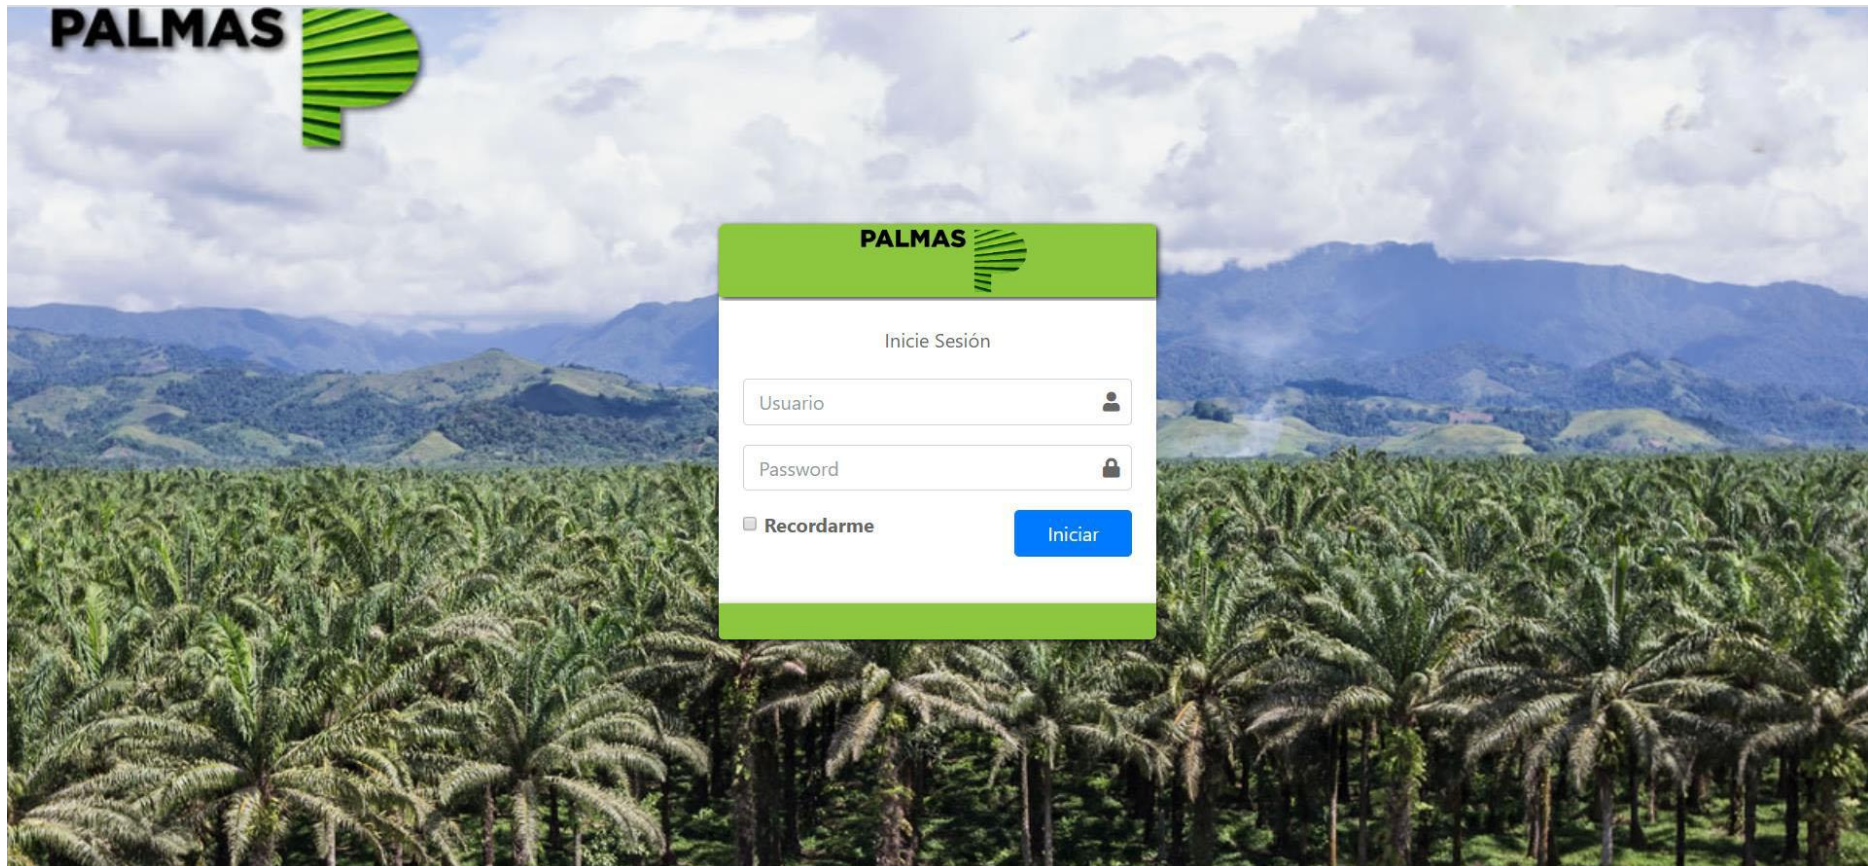 PALMAS
PALMAS
Inicie Sesión
Usuario
Password
Recordarme
Iniciar